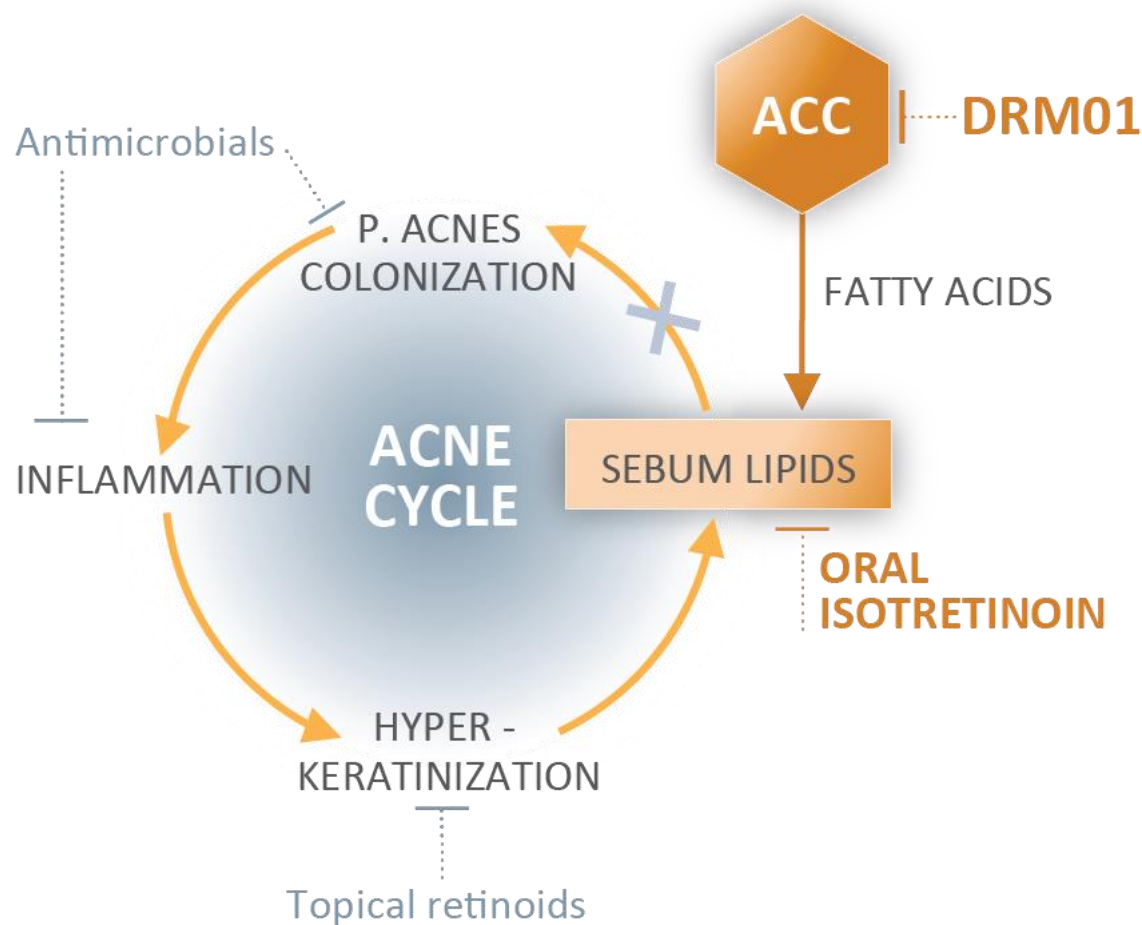 ACC
DRM01
Antimicrobials
P. ACNES
COLONIZATION
FATTY ACIDS
ACNE
CYCLE
SEBUM LIPIDS
INFLAMMATION
ORAL
ISOTRETINOIN
HYPER -
KERATINIZATION
Topical retinoids